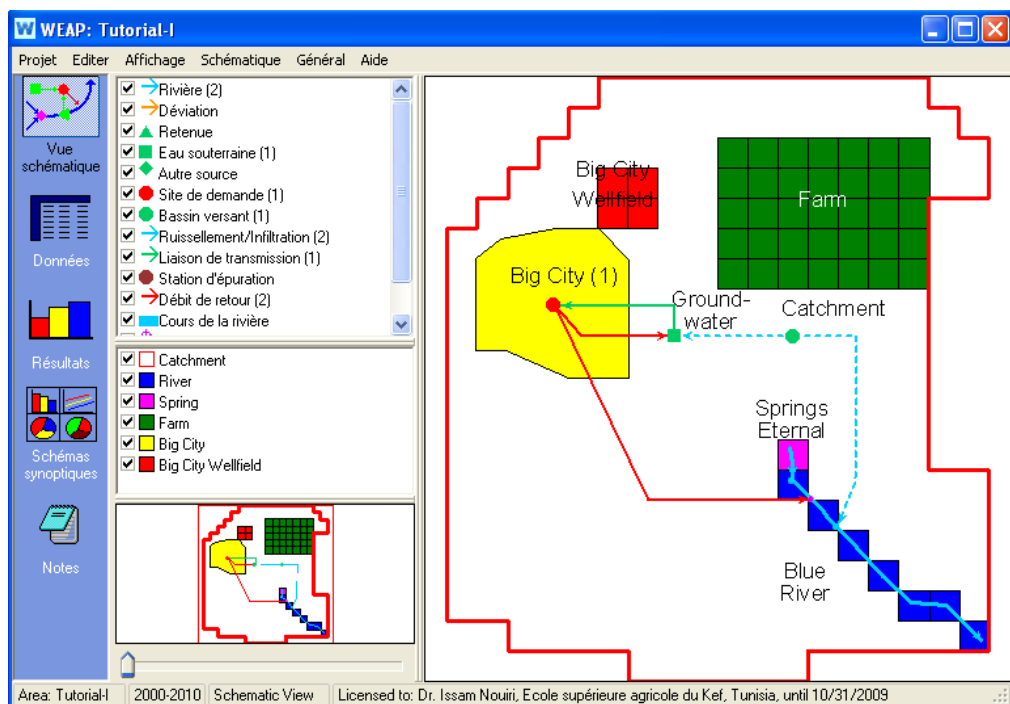 WEAP: Tutorial-I
Projet Editer Affichage Schématique Général Aide
Vue
schématique
Données
Résultats
Schémas
synoptiques
Notes
Rivière (2)
Déviation
Retenue
Eau souterraine (1)
Autre source
Site de demande (1)
Bassin versant (1)
Ruissellement/Infiltration (2)
Liaison de transmission (1)
Station d'épuration
Débit de retour (2)
Cours de la rivière
Catchment
River
Spring
Farm
Big City
Big City Wellfield
Big City
Wellfield
Farm
Big City (1)
Ground-
water
Catchment
Springs
Eternal
Blue
River
Area: Tutorial-I 2000-2010 Schematic View Licensed to: Dr. Issam Nouiri, Ecole supérieure agricole du Kef, Tunisia, until 10/31/2009